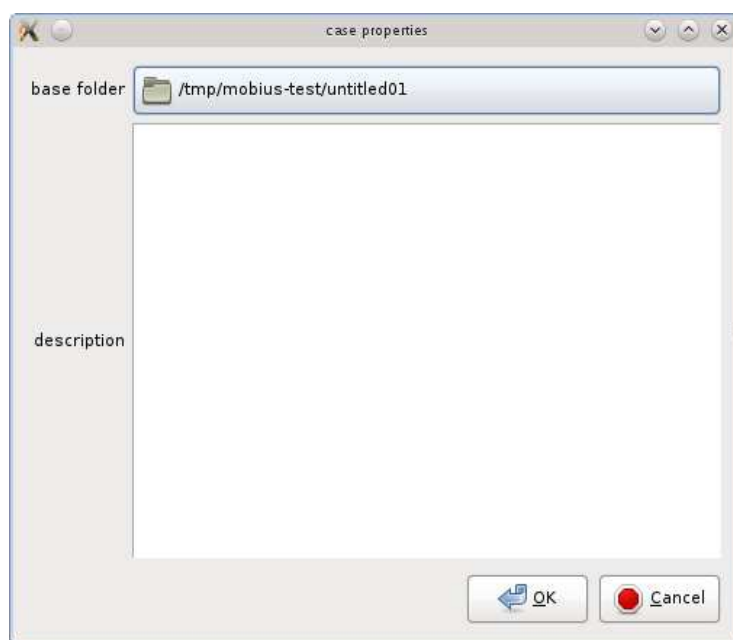 case properties
base folder /tmp/mobius-test/untitled01
description
OK Cancel